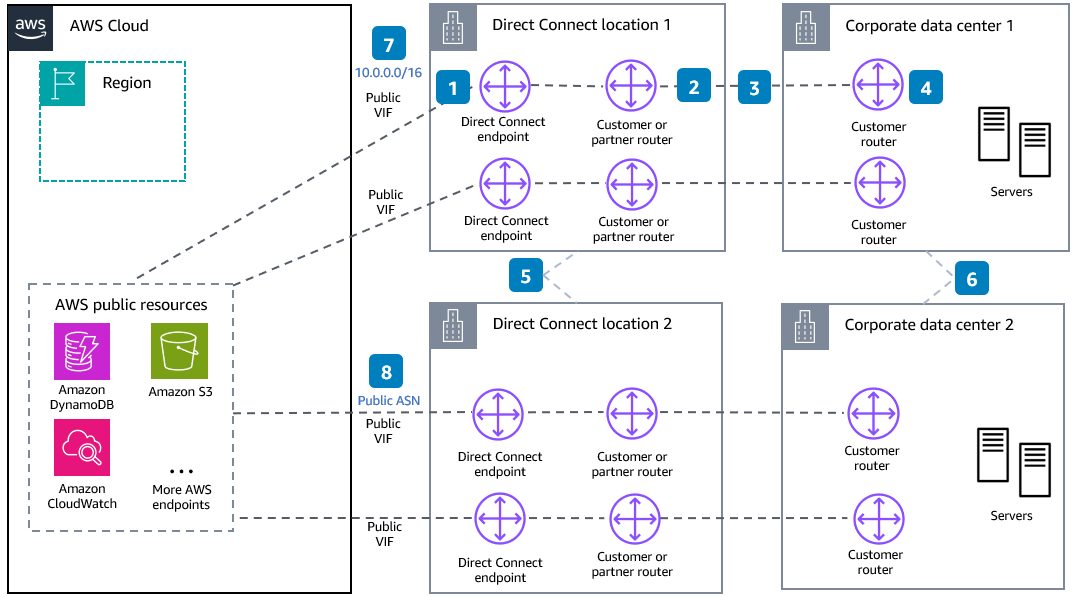 aws
AWS Cloud
Region
AWS public resources
Amazon
DynamoDB
Amazon S3
Amazon
CloudWatch
...
More AWS
endpoints
7
10.0.0.0/16
Public
VIF
Public
VIF
8
Public ASN
Public
VIF
Public
VIF
Direct Connect location 1
1
Direct Connect
endpoint
Customer or
partner router
2
3
Direct Connect
endpoint
Customer or
partner router
Corporate data center 1
4
Customer
router
Customer
router
Servers
5
6
Direct Connect location 2
Direct Connect
endpoint
Customer or
partner router
Direct Connect
endpoint
Customer or
partner router
Corporate data center 2
Customer
router
Customer
router
Servers